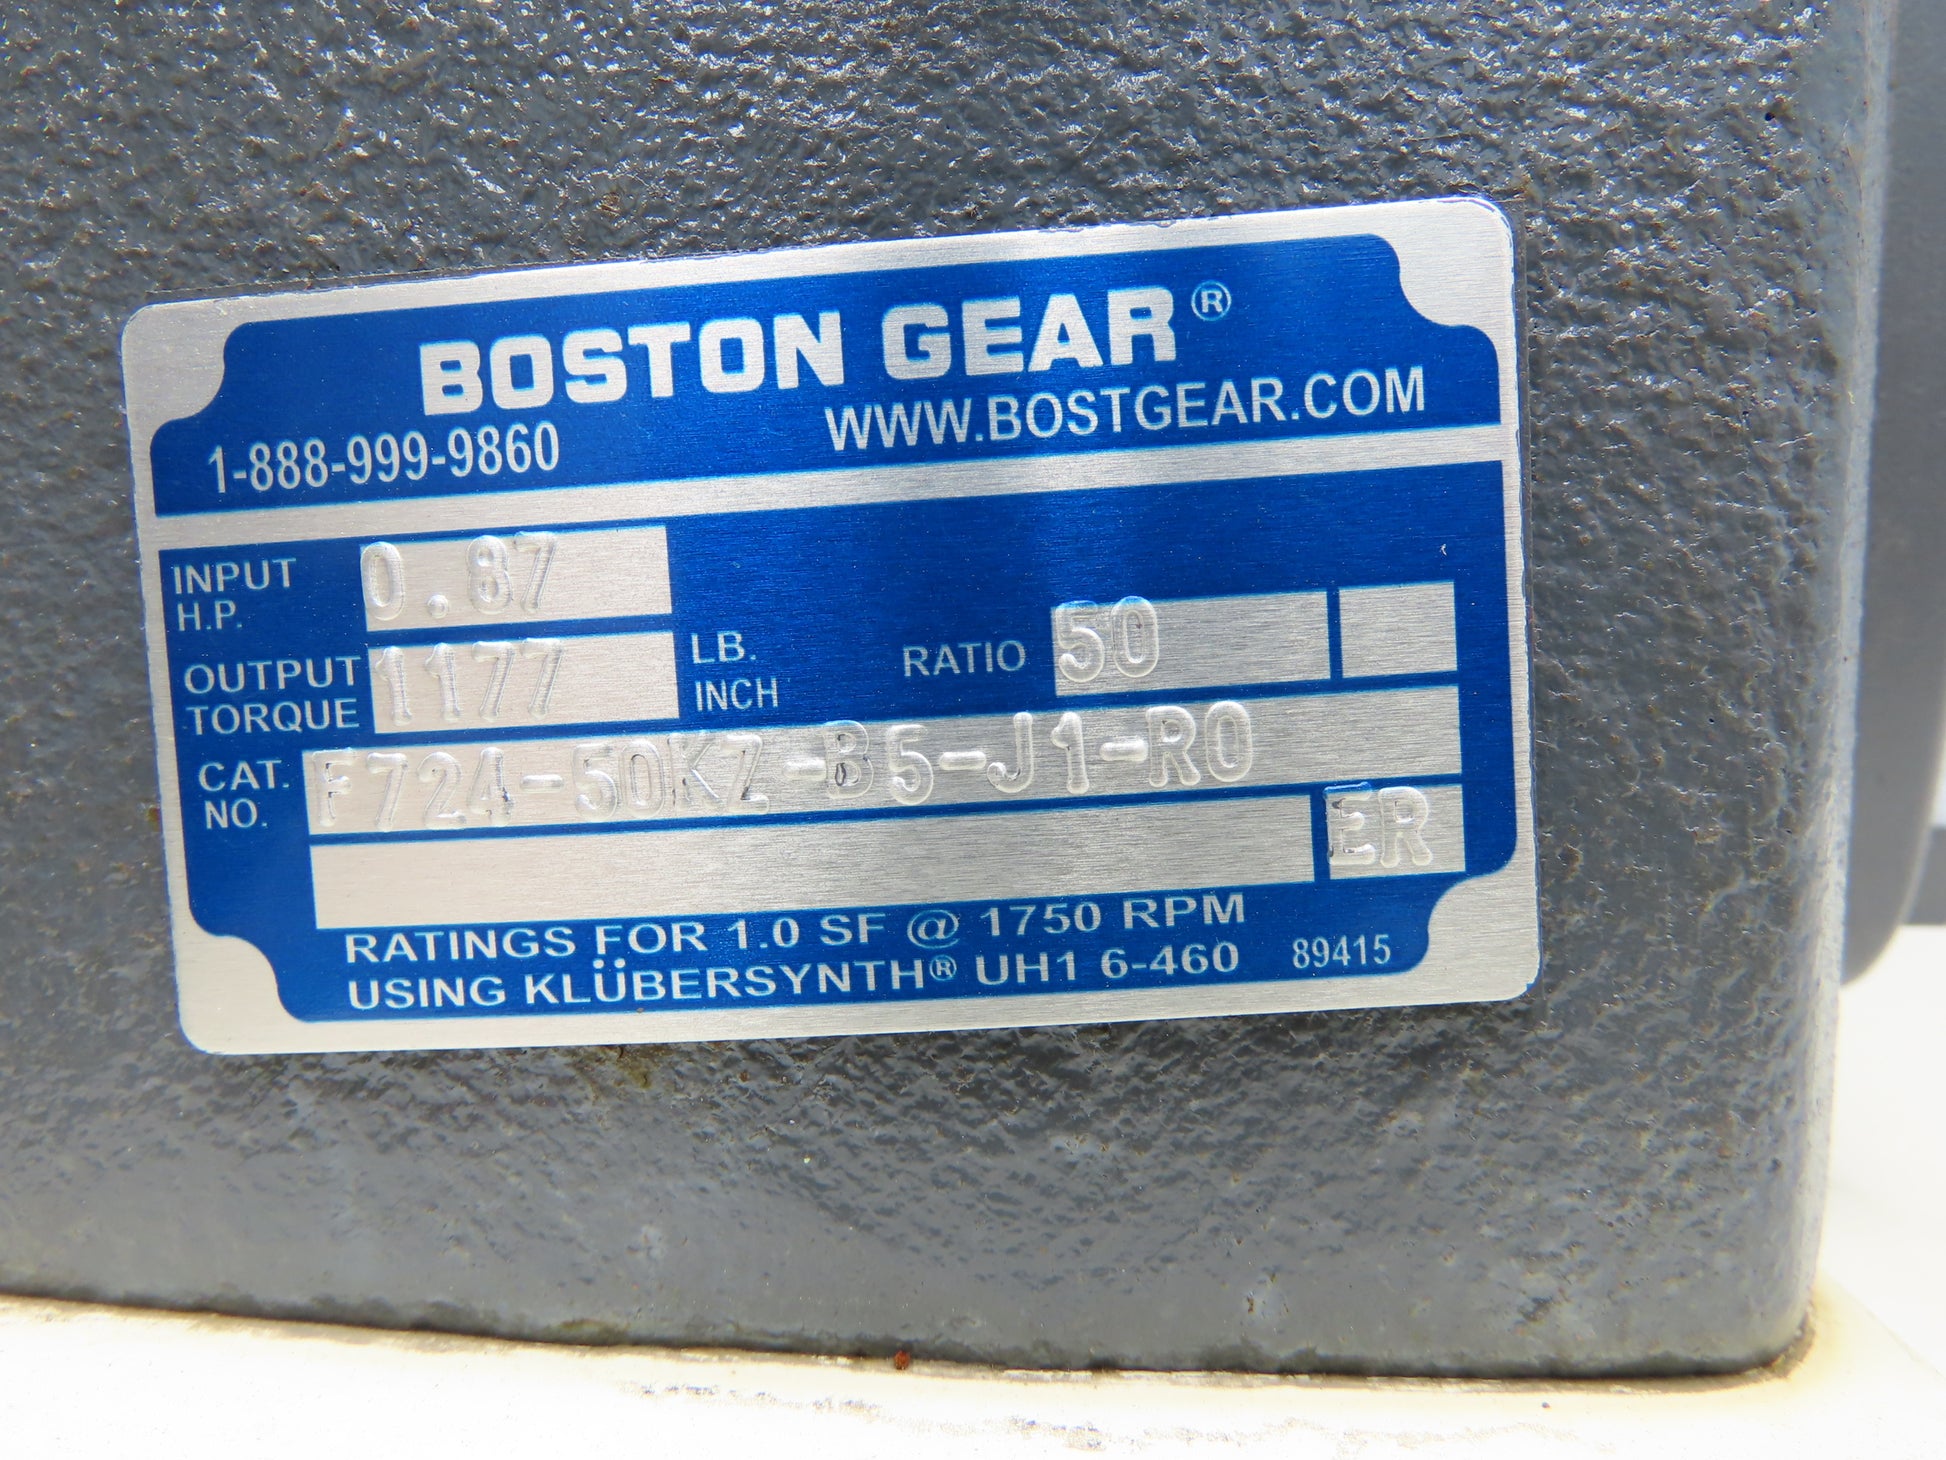 BOSTON GEAR®
1-888-999-9860 WWW.BOSTGEAR.COM
INPUT H.P. 0.87
OUTPUT TORQUE 1177 LB. INCH RATIO 50
CAT. NO. F724-50KZ-B5-J1-R0
ER
RATINGS FOR 1.0 SF @ 1750 RPM
USING KLÜBERSYNTH® UH1 6-460 89415